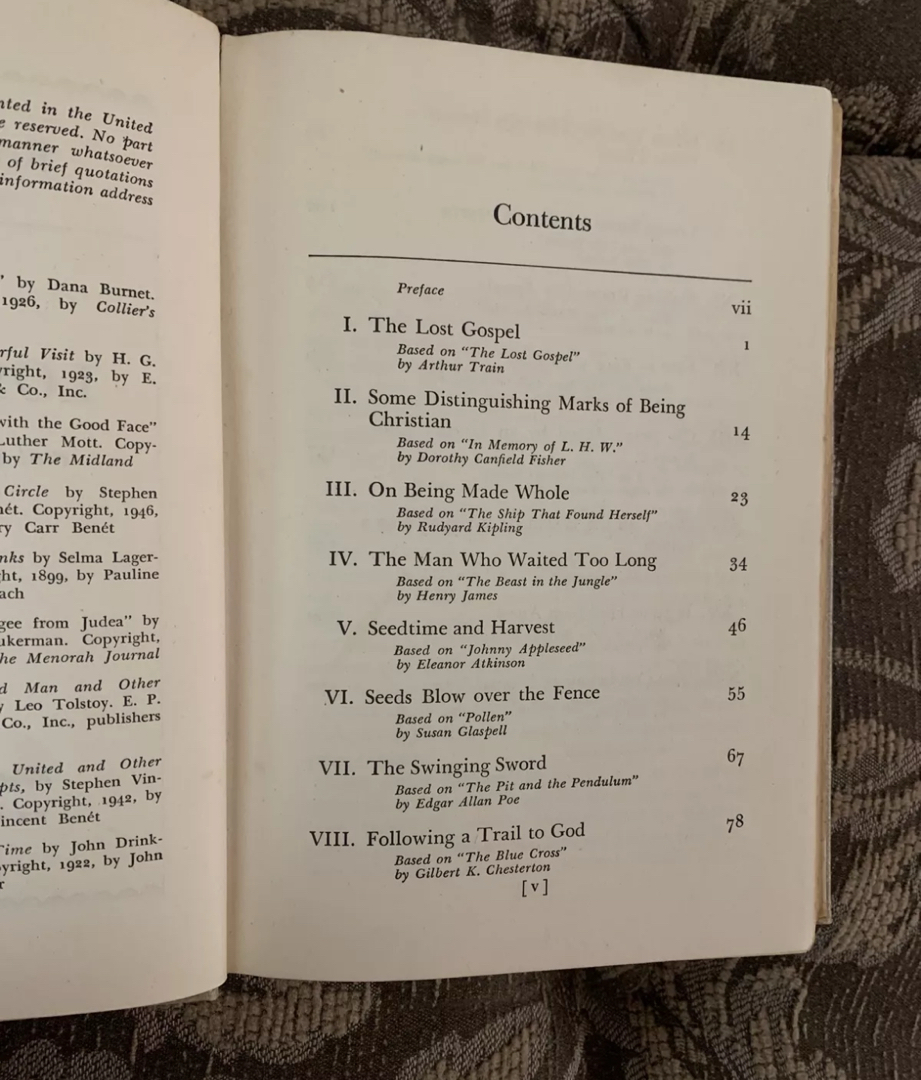 nted in the United
e reserved. No part
manner whatsoever
of brief quotations
information address
" by Dana Burnet.
1926, by Collier's
rful Visit by H. G.
yright, 1923, by E.
& Co., Inc.
with the Good Face"
Luther Mott. Copy-
by The Midland
Circle by Stephen
nét. Copyright, 1946,
ry Carr Benét
nks by Selma Lager-
ht, 1899, by Pauline
ach
gee from Judea" by
ukerman. Copyright,
he Menorah Journal
d Man and Other
y Leo Tolstoy. E. P.
Co., Inc., publishers
United and Other
pts, by Stephen Vin-
. Copyright, 1942, by
incent Benét
Time by John Drink-
yright, 1922, by John
r
Contents
Preface vii
I. The Lost Gospel 1
Based on "The Lost Gospel"
by Arthur Train
II. Some Distinguishing Marks of Being
Christian 14
Based on "In Memory of L. H. W."
by Dorothy Canfield Fisher
III. On Being Made Whole 23
Based on "The Ship That Found Herself"
by Rudyard Kipling
IV. The Man Who Waited Too Long 34
Based on "The Beast in the Jungle"
by Henry James
V. Seedtime and Harvest 46
Based on "Johnny Appleseed"
by Eleanor Atkinson
VI. Seeds Blow over the Fence 55
Based on "Pollen"
by Susan Glaspell
VII. The Swinging Sword 67
Based on "The Pit and the Pendulum"
by Edgar Allan Poe
VIII. Following a Trail to God 78
Based on "The Blue Cross"
by Gilbert K. Chesterton
[v]